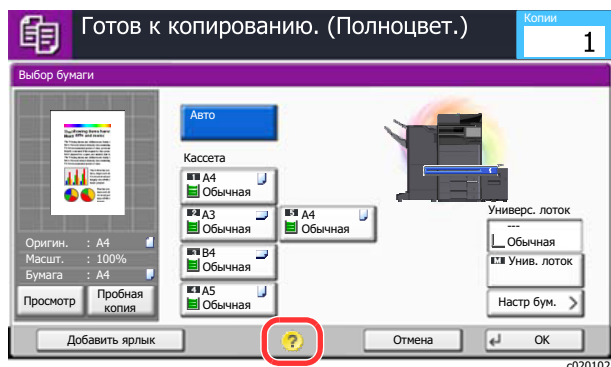 Готов к копированию. (Полноцвет.)
Копии
1
Выбор бумаги
Авто
Кассета
1 A4
Обычная
2 A3
Обычная
5 A4
Обычная
3 B4
Обычная
4 A5
Обычная
Универс. лоток
---
Обычная
Унив. лоток
Настр бум.
Оригин. : A4
Масшт. : 100%
Бумага : A4
Просмотр
Пробная
копия
Добавить ярлык
?
Отмена
OK
c020102